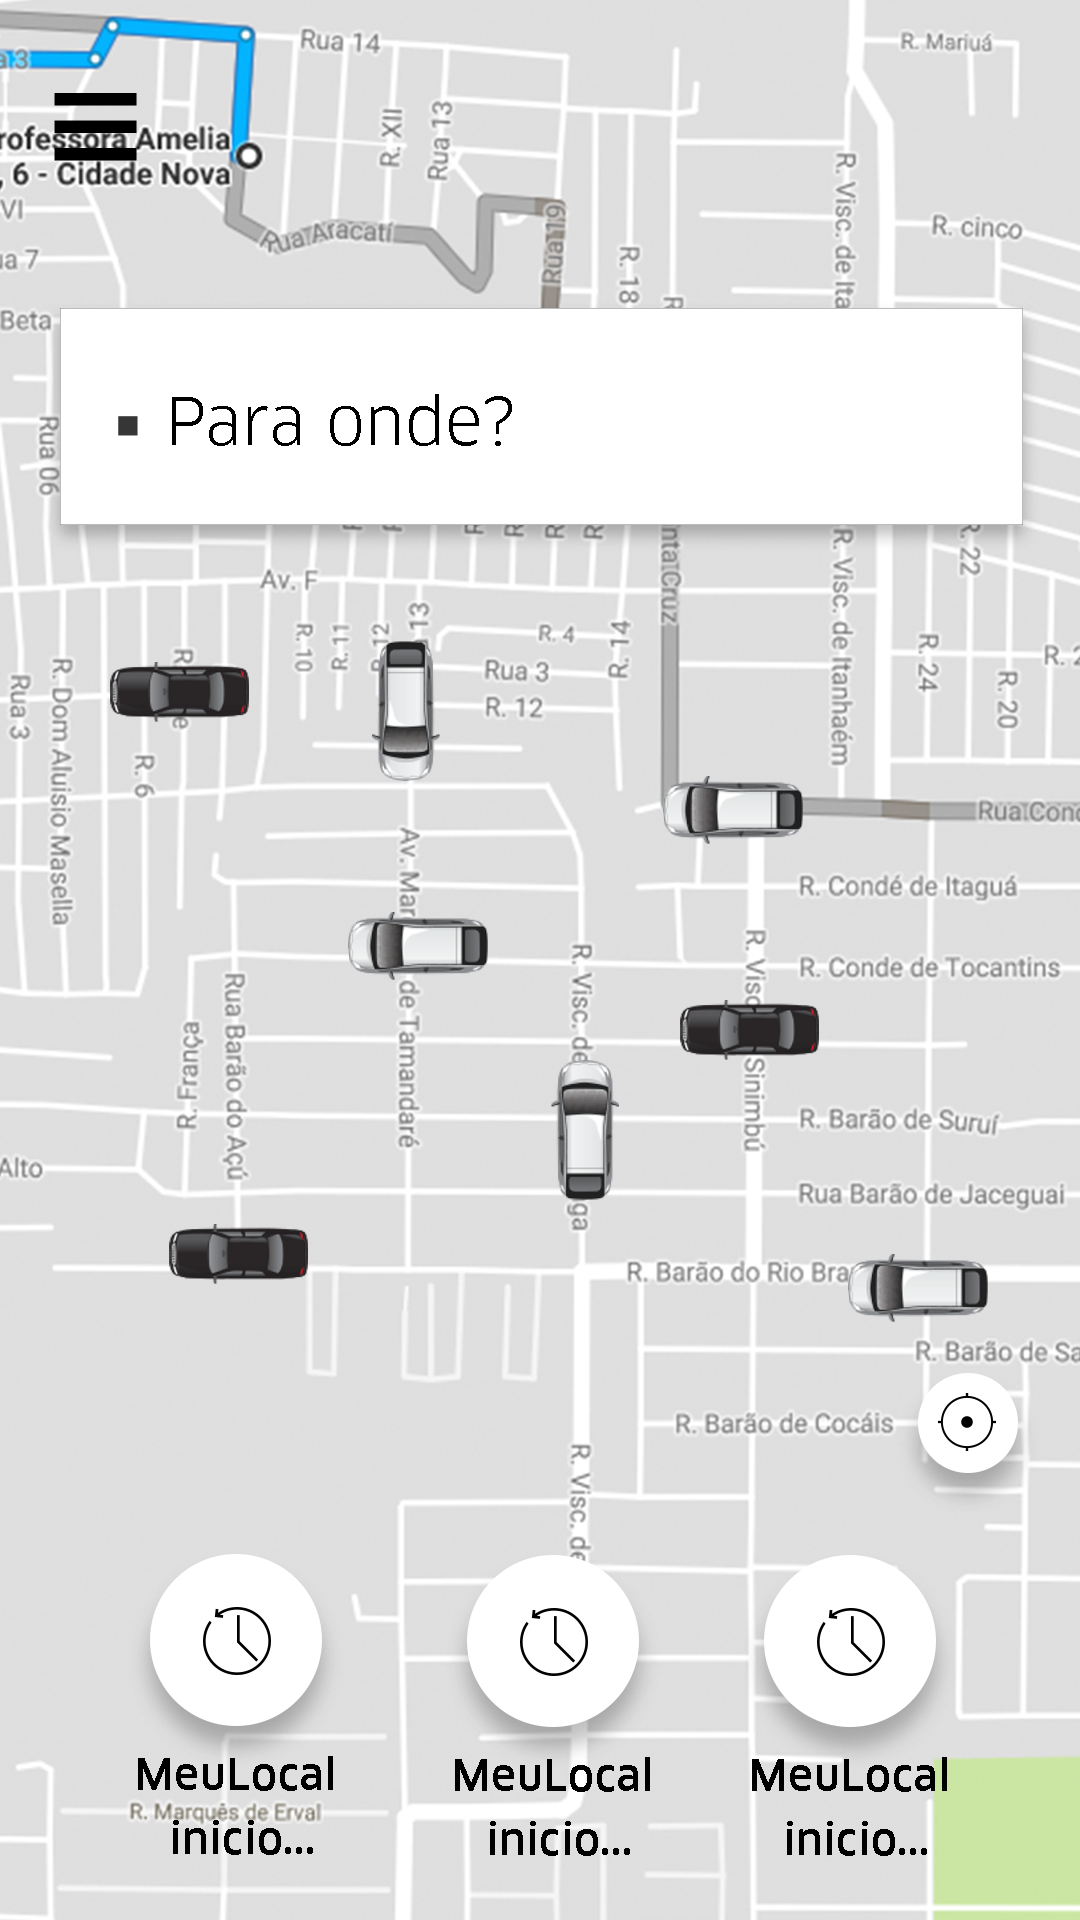 Rua 14
R. Mariuá
a 3
rofessora Amelia
, 6 - Cidade Nova
R. XII
Rua 13
R. Visc. de Ita
VI
ua 7
Rua Aracatí
Rua 19
R. 18
R
R. cinco
Beta
Para onde?
Rua 06
R. 22
Av. F
nta Cruz
R. Visc. de Itanhaém
R. 10
R. 11
R. 12
13
R. 4
R. 14
Rua 3
R. 12
R. 24
R. 20
R. 2
Rua 3
R. Dom Aluisio Masella
R. 6
Rua Cond
Av. Mar
de Tamandaré
R. Condé de Itaguá
R. Visc. de
R. Visc
Sinimbú
R. Conde de Tocantins
Rua Barão do Açú
R. França
R. Barão de Suruí
Alto
Rua Barão de Jaceguai
ga
R. Barão do Rio Bra
R. Barão de Sa
R. Barão de Cocáis
R. Visc. de
MeuLocal
inicio...
MeuLocal
inicio...
MeuLocal
inicio...
R. Marquês de Erval